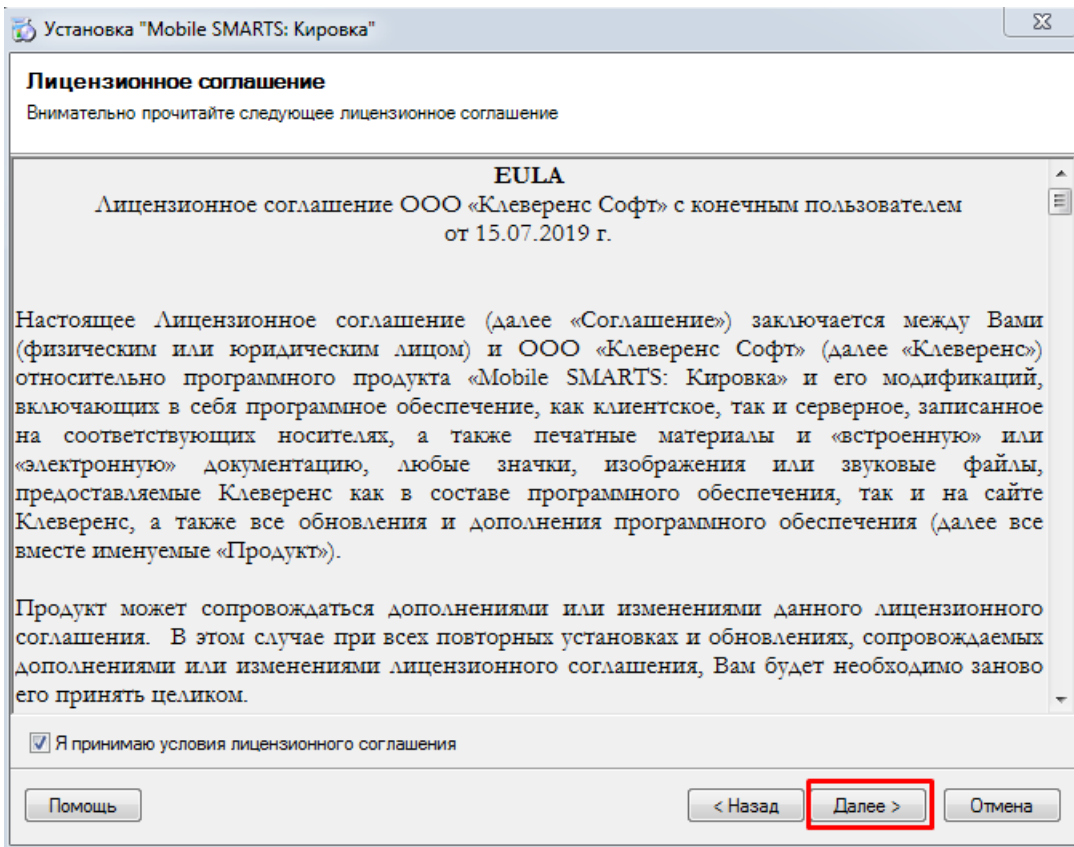 Установка "Mobile SMARTS: Кировка"
Лицензионное соглашение
Внимательно прочитайте следующее лицензионное соглашение
EULA
Лицензионное соглашение ООО «Клеверенс Софт» с конечным пользователем
от 15.07.2019 г.
Настоящее Лицензионное соглашение (далее «Соглашение») заключается между Вами
(физическим или юридическим лицом) и ООО «Клеверенс Софт» (далее «Клеверенс»)
относительно программного продукта «Mobile SMARTS: Кировка» и его модификаций,
включающих в себя программное обеспечение, как клиентское, так и серверное, записанное
на соответствующих носителях, а также печатные материалы и «встроенную» или
«электронную» документацию, любые значки, изображения или звуковые файлы,
предоставляемые Клеверенс как в составе программного обеспечения, так и на сайте
Клеверенс, а также все обновления и дополнения программного обеспечения (далее все
вместе именуемые «Продукт»).
Продукт может сопровождаться дополнениями или изменениями данного лицензионного
соглашения. В этом случае при всех повторных установках и обновлениях, сопровождаемых
дополнениями или изменениями лицензионного соглашения, Вам будет необходимо заново
его принять целиком.
Я принимаю условия лицензионного соглашения
Помощь
< Назад
Далее >
Отмена